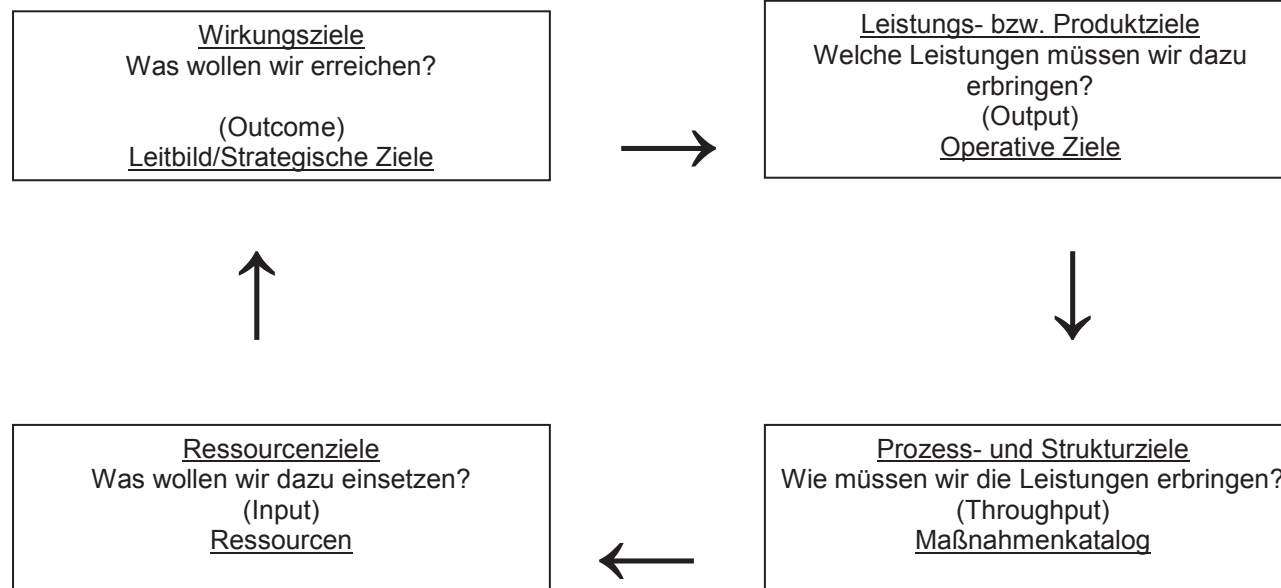 Wirkungsziele
Was wollen wir erreichen?
(Outcome)
Leitbild/Strategische Ziele
Leistungs- bzw. Produktziele
Welche Leistungen müssen wir dazu
erbringen?
(Output)
Operative Ziele
Ressourcenziele
Was wollen wir dazu einsetzen?
(Input)
Ressourcen
Prozess- und Strukturziele
Wie müssen wir die Leistungen erbringen?
(Throughput)
Maßnahmenkatalog